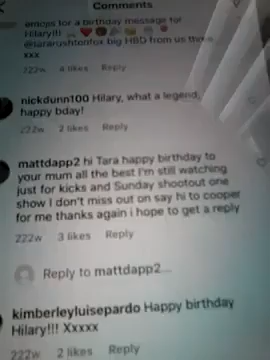 Comments
emojis for a birthday message for
Hilary!!!
@tararushtonfox big HBD from us three
xxx
222w 4 likes Reply
nickdunn100 Hilary, what a legend,
happy bday!
222w 2 likes Reply
mattdapp2 hi Tara happy birthday to
your mum all the best I'm still watching
just for kicks and Sunday shootout one
show I don't miss out on say hi to cooper
for me thanks again i hope to get a reply
222w 3 likes Reply
Reply to mattdapp2...
kimberleyluisepardo Happy birthday
Hilary!!! Xxxxx
222w 2 likes Reply